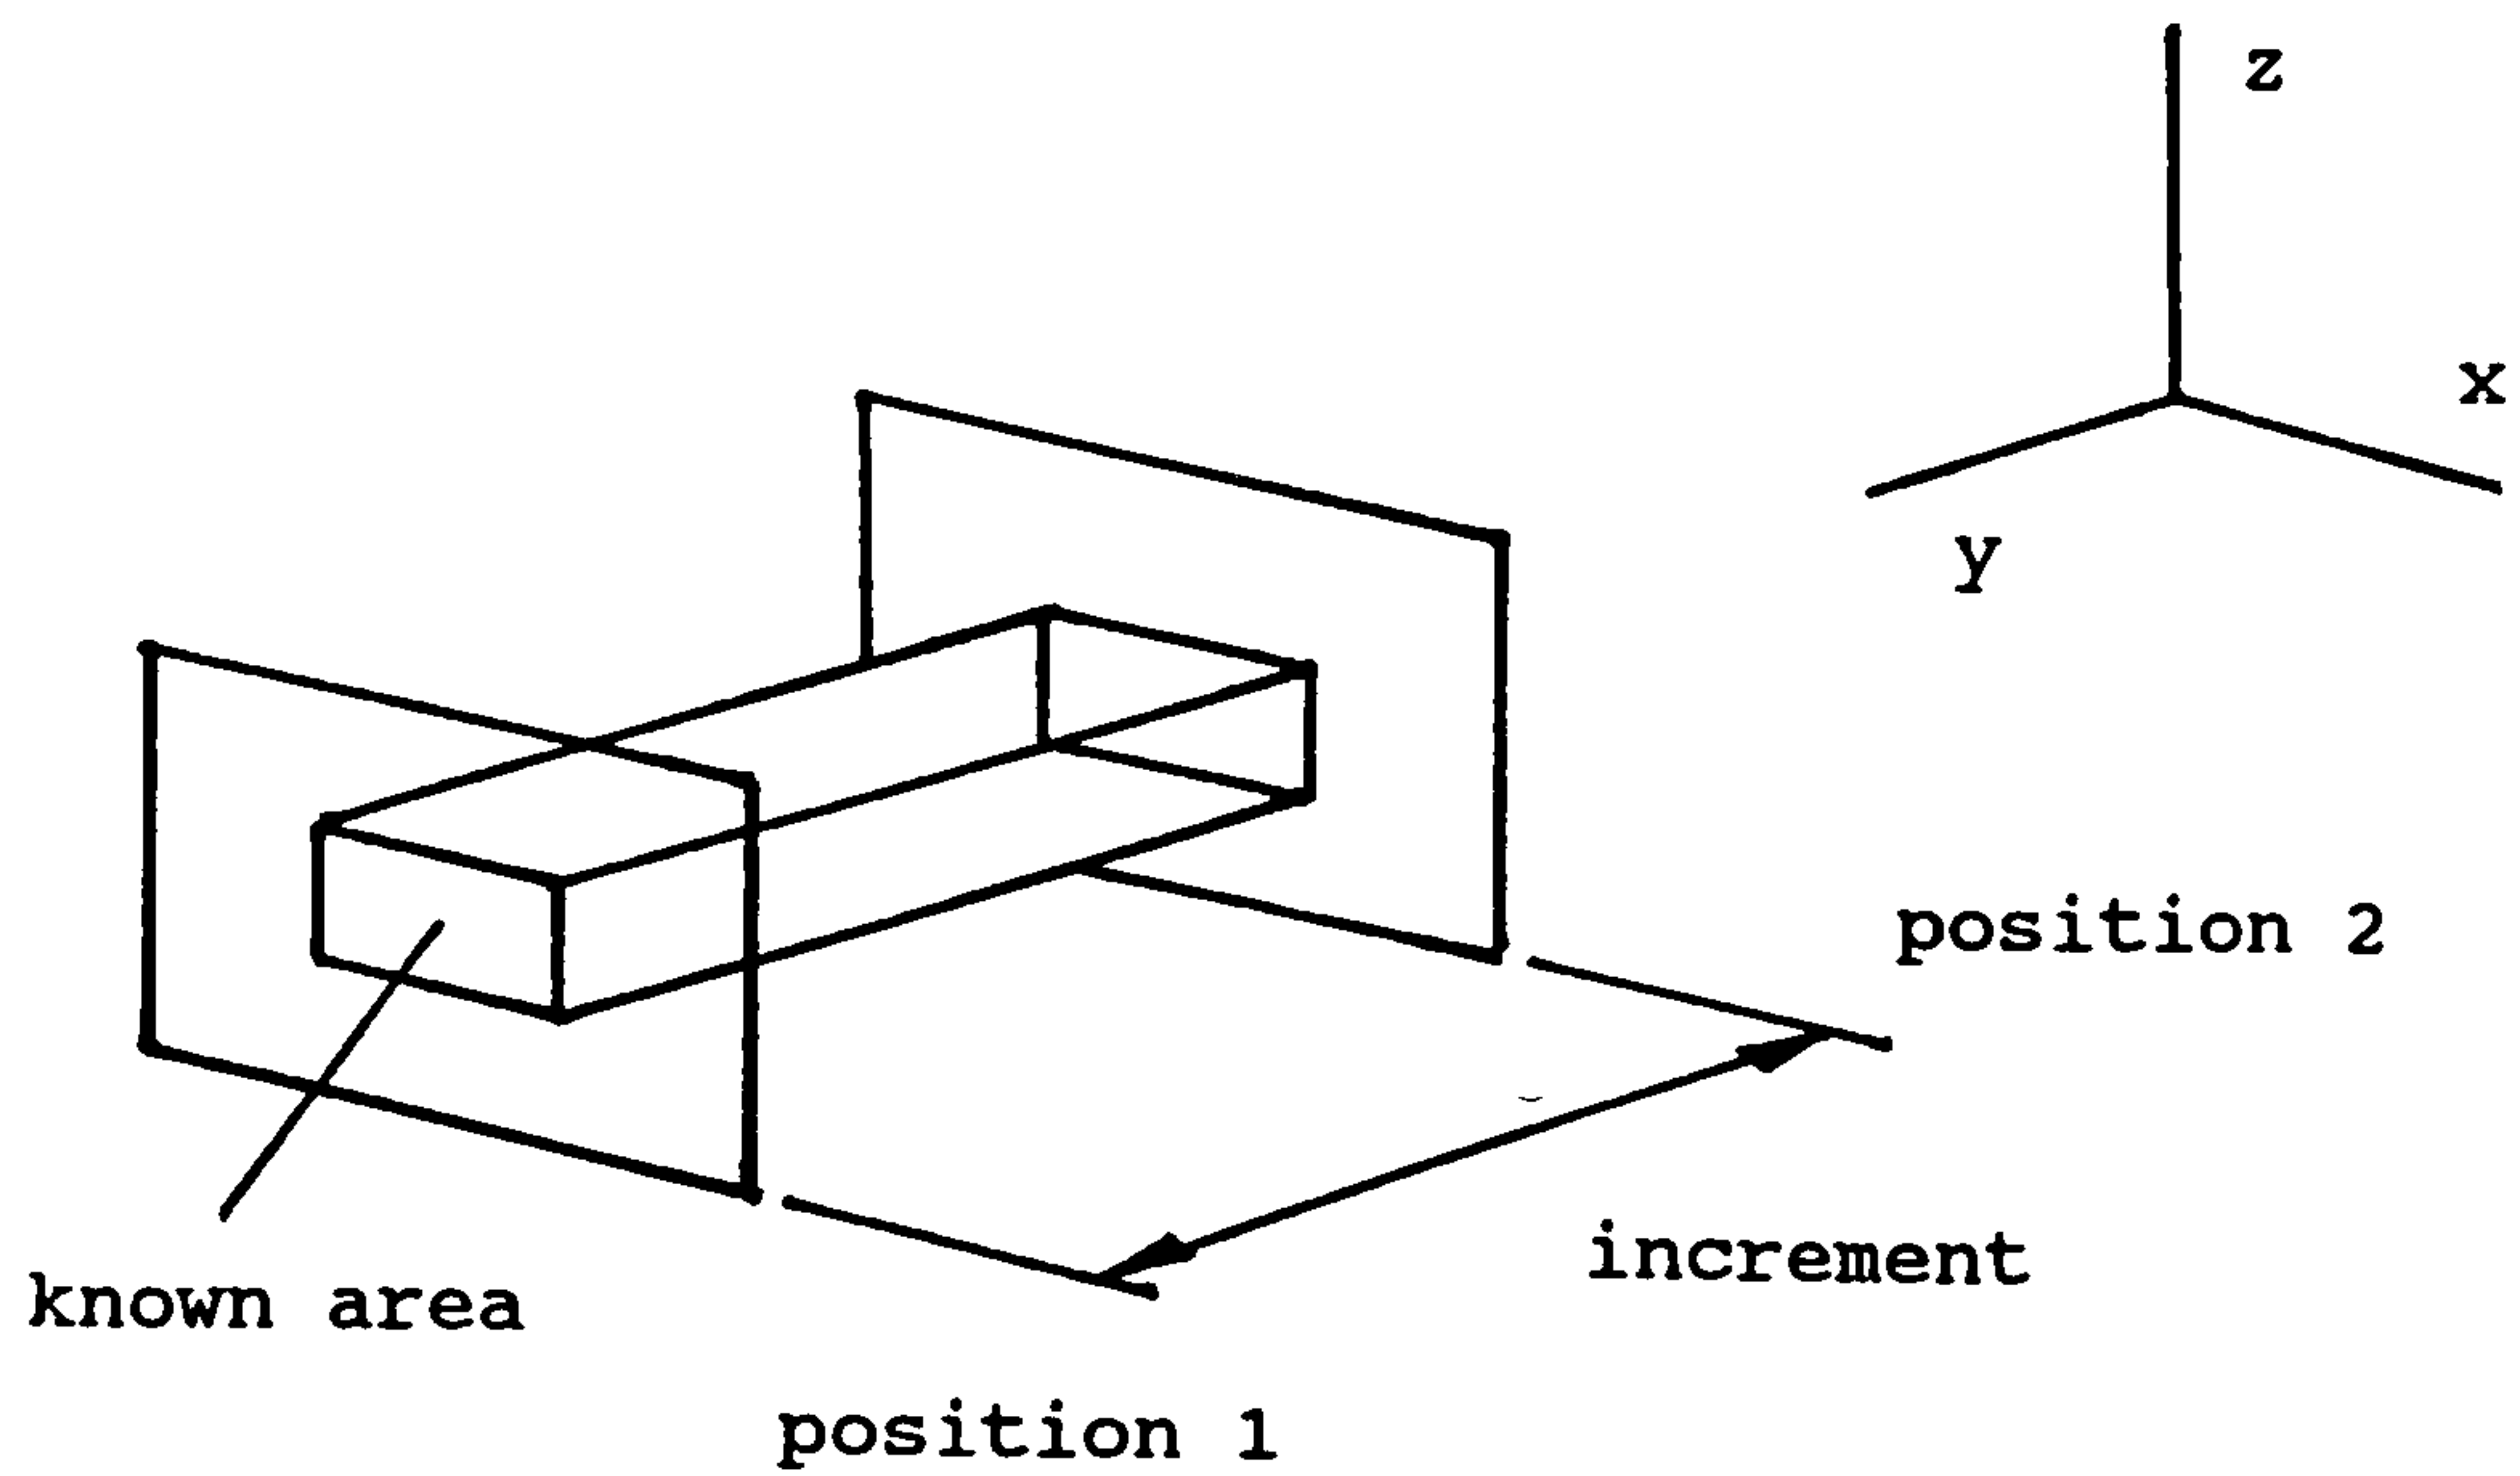 z
x
y
position 2
increment
known area
position 1